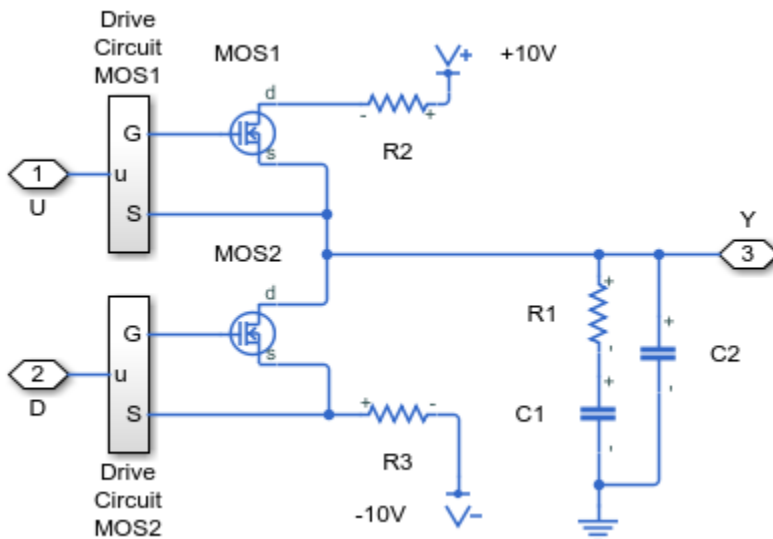 Drive
Circuit
MOS1
MOS1
+10V
d
G
- +
R2
s
1
u
U
S
Y
MOS2
3
d
+ +
R1
G
- C2
s
+ -
2
u
C1
D
S
+ -
-
R3
Drive
Circuit
MOS2
-10V